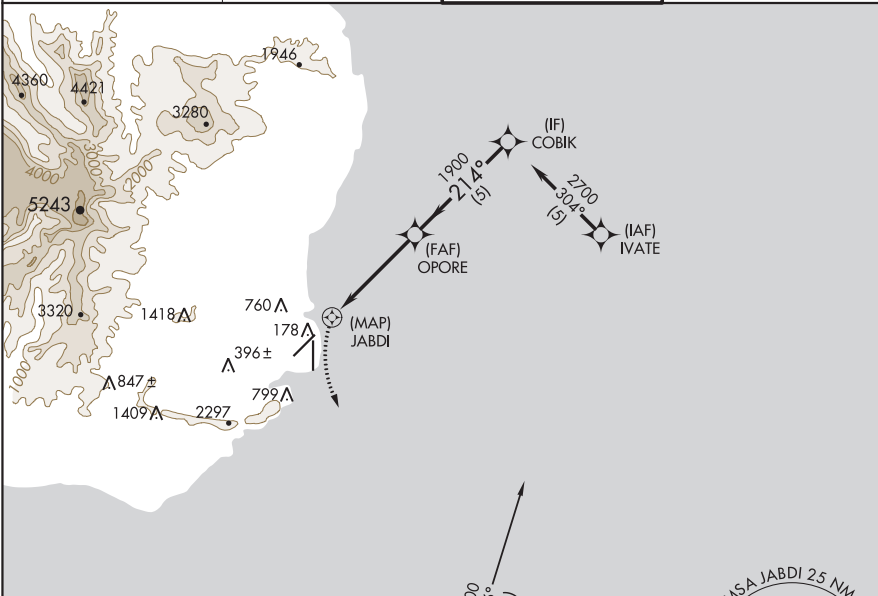 1946
4360
4421
3280
3000
2000
4000
5243
3320
1000
1418
760
178
396±
847±
799
1409
2297
(IF)
COBIK
1900
214°
(5)
2700
304°
(5)
(IAF)
IVATE
(FAF)
OPORE
(MAP)
JABDI
MSA JABDI 25 NM